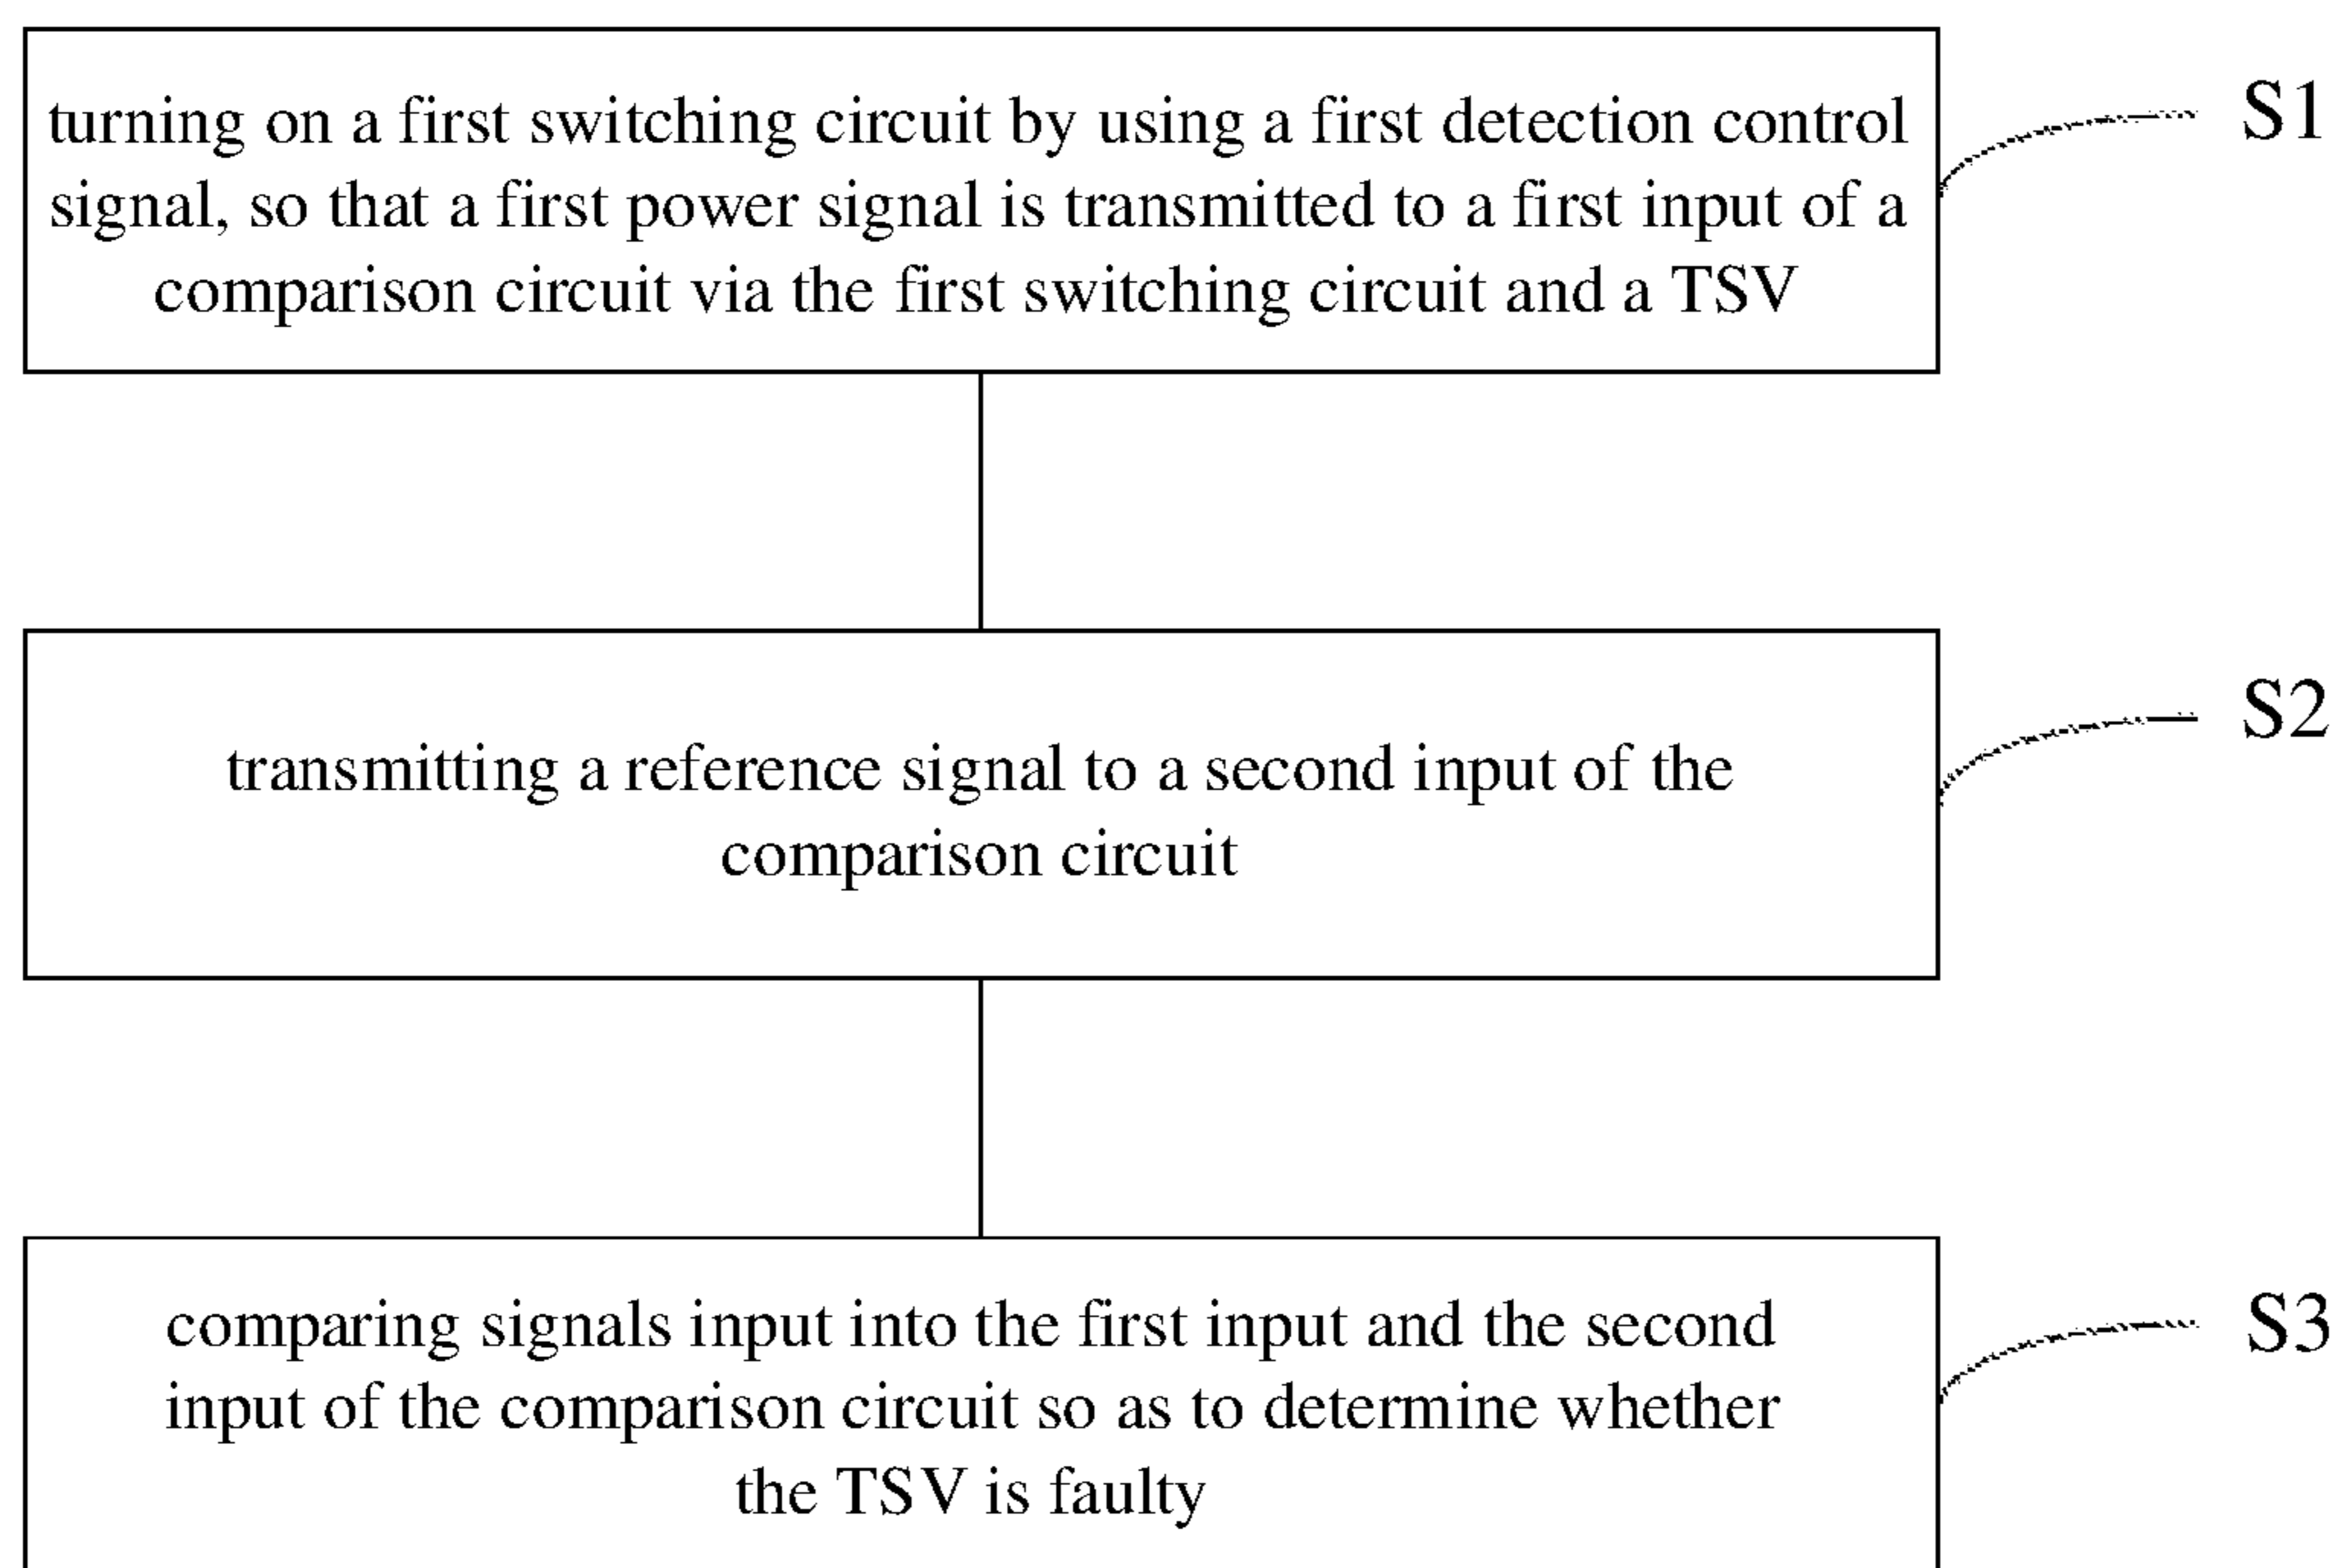 turning on a first switching circuit by using a first detection control
signal, so that a first power signal is transmitted to a first input of a
comparison circuit via the first switching circuit and a TSV
S1
transmitting a reference signal to a second input of the
comparison circuit
S2
comparing signals input into the first input and the second
input of the comparison circuit so as to determine whether
the TSV is faulty
S3